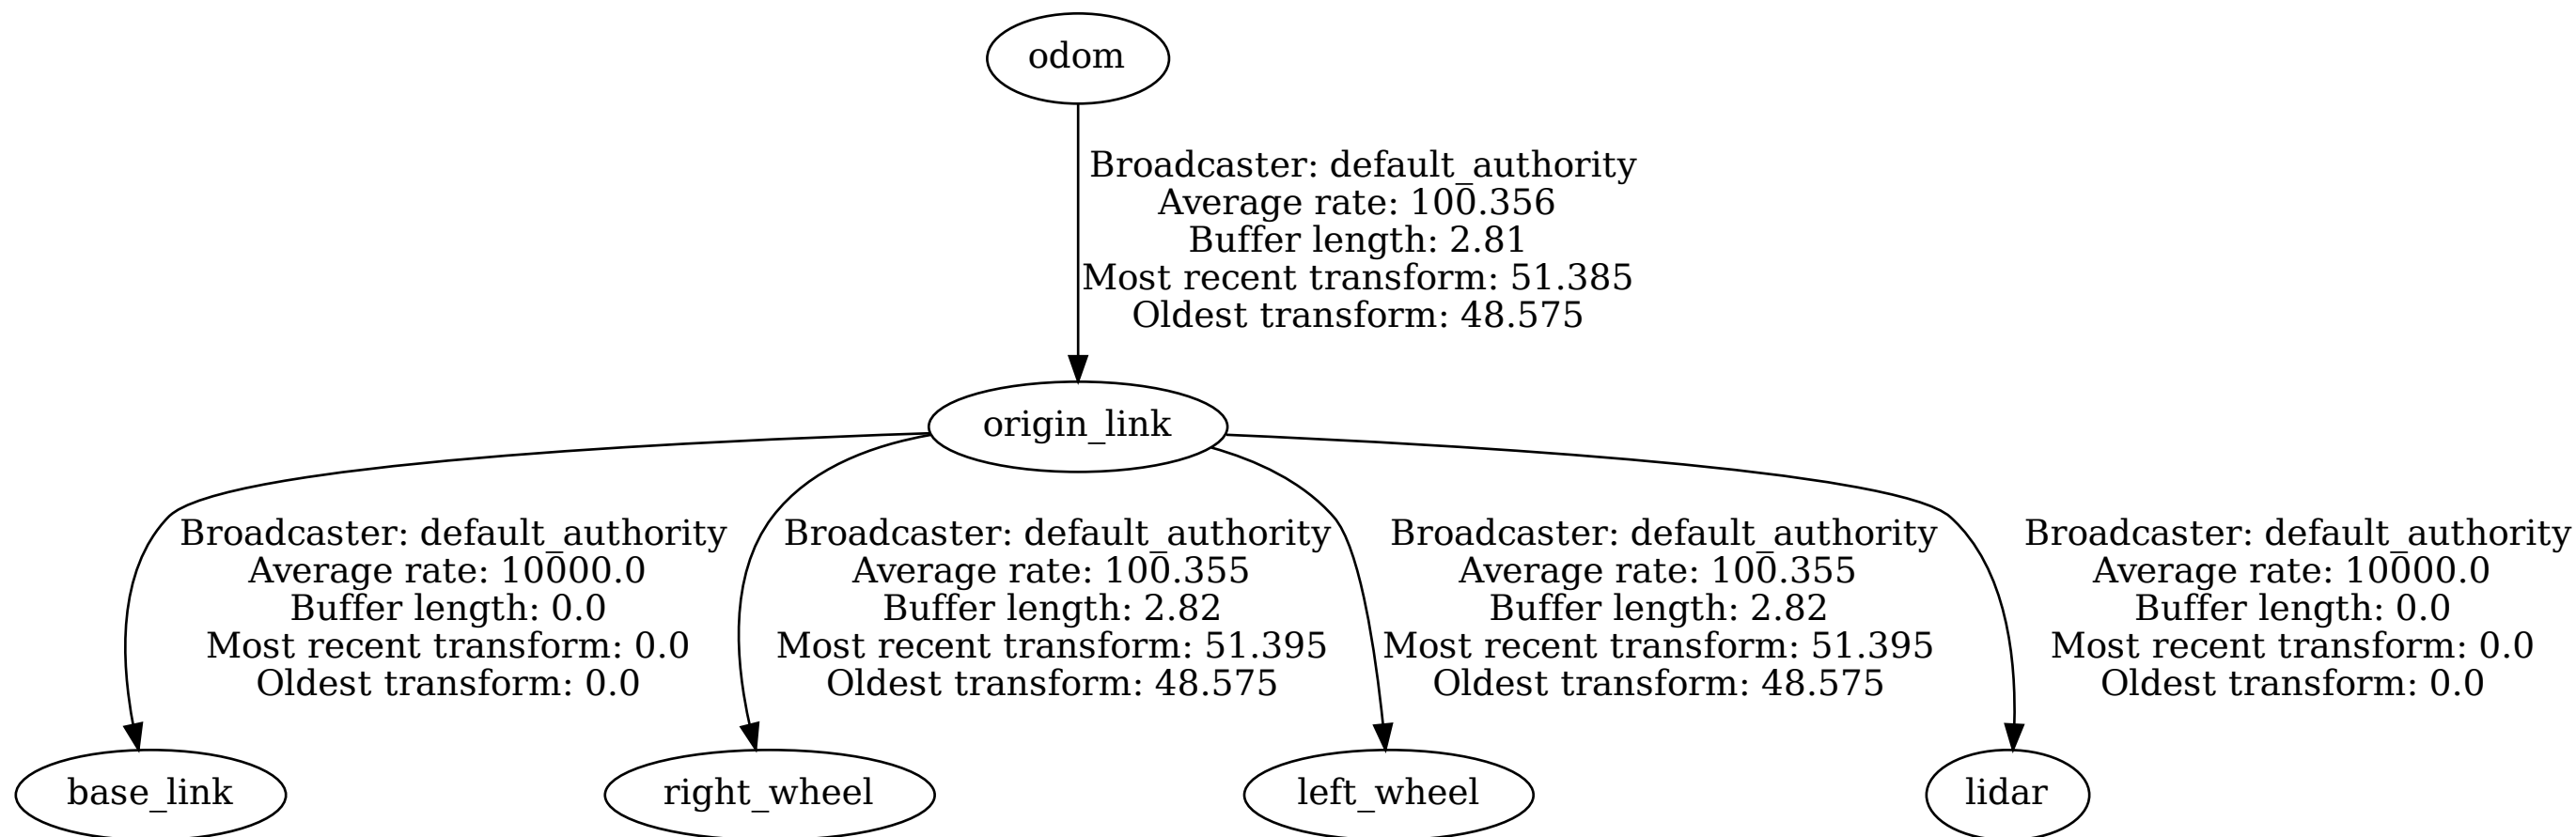 odom
Broadcaster: default_authority
Average rate: 100.356
Buffer length: 2.81
Most recent transform: 51.385
Oldest transform: 48.575
origin_link
Broadcaster: default_authority
Average rate: 10000.0
Buffer length: 0.0
Most recent transform: 0.0
Oldest transform: 0.0
Broadcaster: default_authority
Average rate: 100.355
Buffer length: 2.82
Most recent transform: 51.395
Oldest transform: 48.575
Broadcaster: default_authority
Average rate: 100.355
Buffer length: 2.82
Most recent transform: 51.395
Oldest transform: 48.575
Broadcaster: default_authority
Average rate: 10000.0
Buffer length: 0.0
Most recent transform: 0.0
Oldest transform: 0.0
base_link
right_wheel
left_wheel
lidar